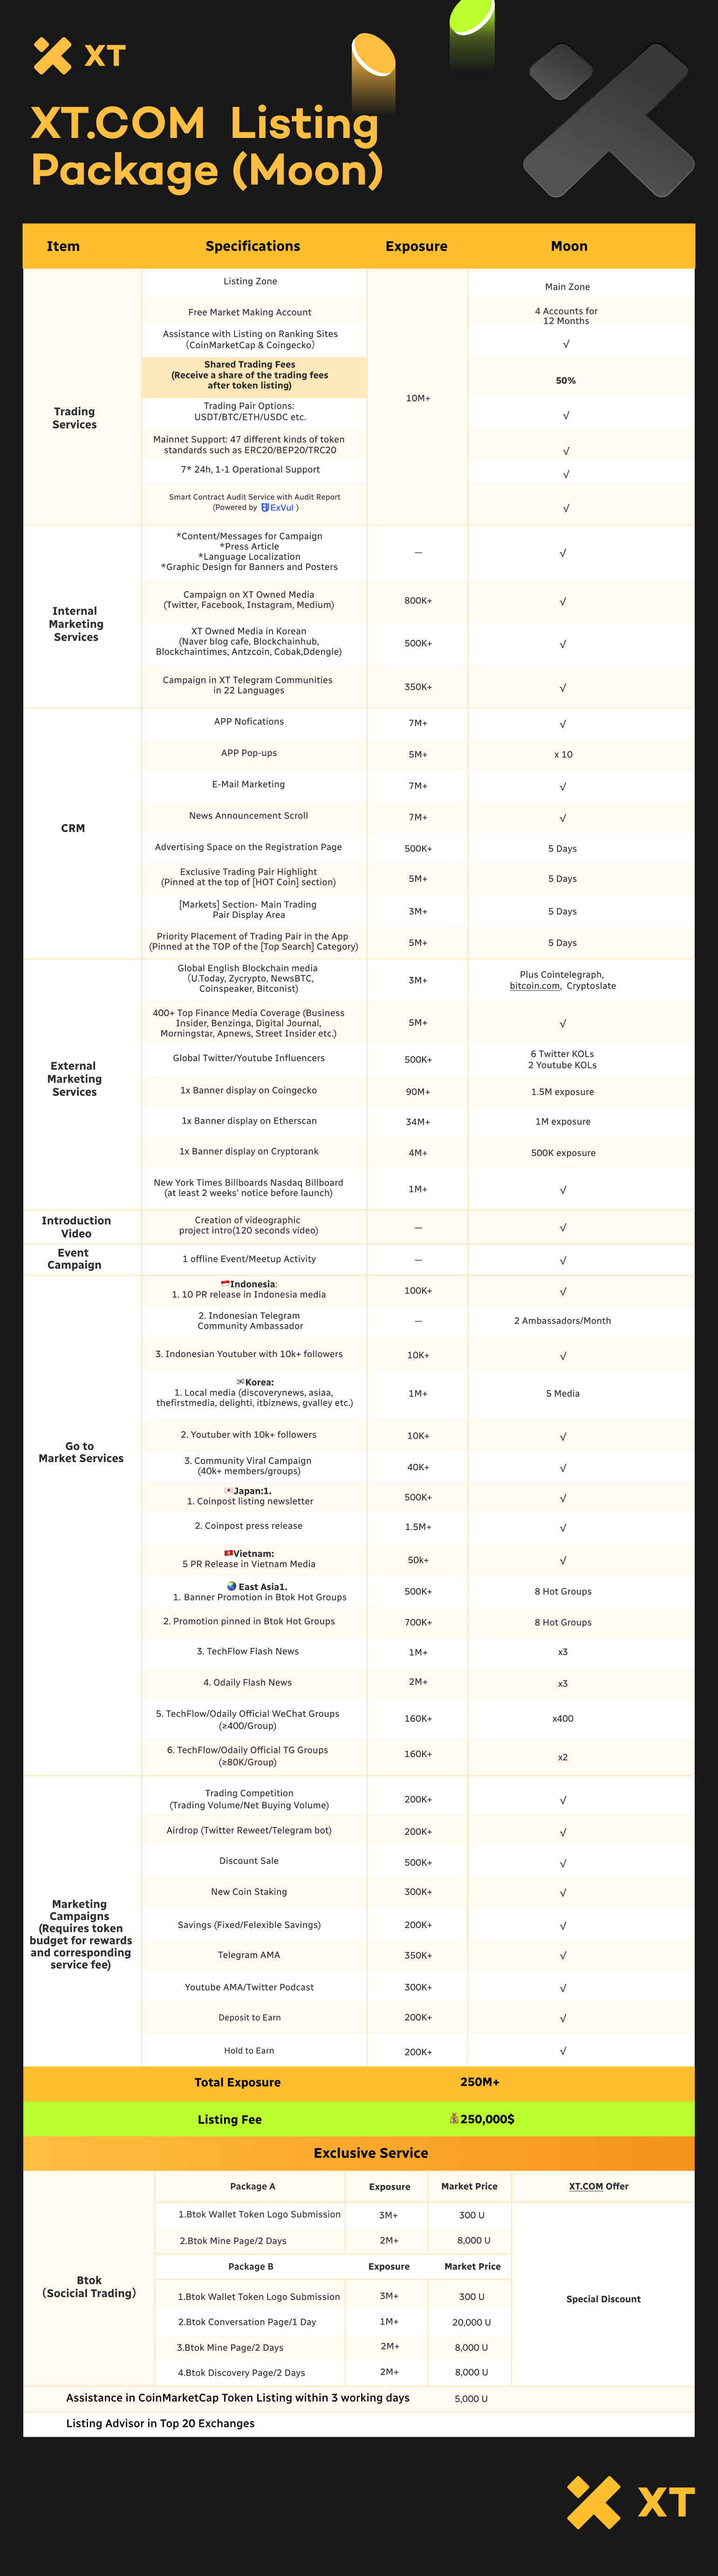 XT
XT.COM Listing
Package (Moon)
Item Specifications Exposure Moon
Trading
Services
10M+
Listing Zone
Main Zone
Free Market Making Account
4 Accounts for
12 Months
Assistance with Listing on Ranking Sites
(CoinMarketCap & Coingecko)
√
Shared Trading Fees
(Receive a share of the trading fees
after token listing)
50%
Trading Pair Options:
USDT/BTC/ETH/USDC etc.
√
Mainnet Support: 47 different kinds of token
standards such as ERC20/BEP20/TRC20
√
7* 24h, 1-1 Operational Support
√
Smart Contract Audit Service with Audit Report
(Powered by ExVul )
√
Internal
Marketing
Services
*Content/Messages for Campaign
*Press Article
*Language Localization
*Graphic Design for Banners and Posters
— √
Campaign on XT Owned Media
(Twitter, Facebook, Instagram, Medium)
800K+ √
XT Owned Media in Korean
(Naver blog cafe, Blockchainhub,
Blockchaintimes, Antzcoin, Cobak,Ddengle)
500K+ √
Campaign in XT Telegram Communities
in 22 Languages
350K+ √
CRM
APP Nofications 7M+ √
APP Pop-ups 5M+ x 10
E-Mail Marketing 7M+ √
News Announcement Scroll 7M+ √
Advertising Space on the Registration Page 500K+ 5 Days
Exclusive Trading Pair Highlight
(Pinned at the top of [HOT Coin] section)
5M+ 5 Days
[Markets] Section- Main Trading
Pair Display Area
3M+ 5 Days
Priority Placement of Trading Pair in the App
(Pinned at the TOP of the [Top Search] Category)
5M+ 5 Days
External
Marketing
Services
Global English Blockchain media
(U.Today, Zycrypto, NewsBTC,
Coinspeaker, Bitconist)
3M+
Plus Cointelegraph,
bitcoin.com, Cryptoslate
400+ Top Finance Media Coverage (Business
Insider, Benzinga, Digital Journal,
Morningstar, Apnews, Street Insider etc.)
5M+ √
Global Twitter/Youtube Influencers 500K+
6 Twitter KOLs
2 Youtube KOLs
1x Banner display on Coingecko 90M+ 1.5M exposure
1x Banner display on Etherscan 34M+ 1M exposure
1x Banner display on Cryptorank 4M+ 500K exposure
New York Times Billboards Nasdaq Billboard
(at least 2 weeks' notice before launch)
1M+ √
Introduction
Video
Creation of videographic
project intro(120 seconds video)
— √
Event
Campaign
1 offline Event/Meetup Activity — √
Go to
Market Services
Indonesia:
1. 10 PR release in Indonesia media
100K+ √
2. Indonesian Telegram
Community Ambassador
— 2 Ambassadors/Month
3. Indonesian Youtuber with 10k+ followers 10K+ √
Korea:
1. Local media (discoverynews, asiaa,
thefirstmedia, delighti, itbiznews, gvalley etc.)
1M+ 5 Media
2. Youtuber with 10k+ followers 10K+ √
3. Community Viral Campaign
(40k+ members/groups)
40K+ √
Japan:1.
1. Coinpost listing newsletter
500K+ √
2. Coinpost press release 1.5M+ √
Vietnam:
5 PR Release in Vietnam Media
50k+ √
East Asia1.
1. Banner Promotion in Btok Hot Groups
500K+ 8 Hot Groups
2. Promotion pinned in Btok Hot Groups 700K+ 8 Hot Groups
3. TechFlow Flash News 1M+ x3
4. Odaily Flash News 2M+ x3
5. TechFlow/Odaily Official WeChat Groups
(≥400/Group)
160K+ x400
6. TechFlow/Odaily Official TG Groups
(≥80K/Group)
160K+ x2
Marketing
Campaigns
(Requires token
budget for rewards
and corresponding
service fee)
Trading Competition
(Trading Volume/Net Buying Volume)
200K+ √
Airdrop (Twitter Reweet/Telegram bot) 200K+ √
Discount Sale 500K+ √
New Coin Staking 300K+ √
Savings (Fixed/Felexible Savings) 200K+ √
Telegram AMA 350K+ √
Youtube AMA/Twitter Podcast 300K+ √
Deposit to Earn 200K+ √
Hold to Earn 200K+ √
Total Exposure 250M+
Listing Fee 250,000$
Exclusive Service
Btok
(Socicial Trading)
Package A Exposure Market Price XT.COM Offer
1.Btok Wallet Token Logo Submission 3M+ 300 U
2.Btok Mine Page/2 Days 2M+ 8,000 U
Package B Exposure Market Price
1.Btok Wallet Token Logo Submission 3M+ 300 U
Special Discount
2.Btok Conversation Page/1 Day 1M+ 20,000 U
3.Btok Mine Page/2 Days 2M+ 8,000 U
4.Btok Discovery Page/2 Days 2M+ 8,000 U
Assistance in CoinMarketCap Token Listing within 3 working days 5,000 U
Listing Advisor in Top 20 Exchanges
XT